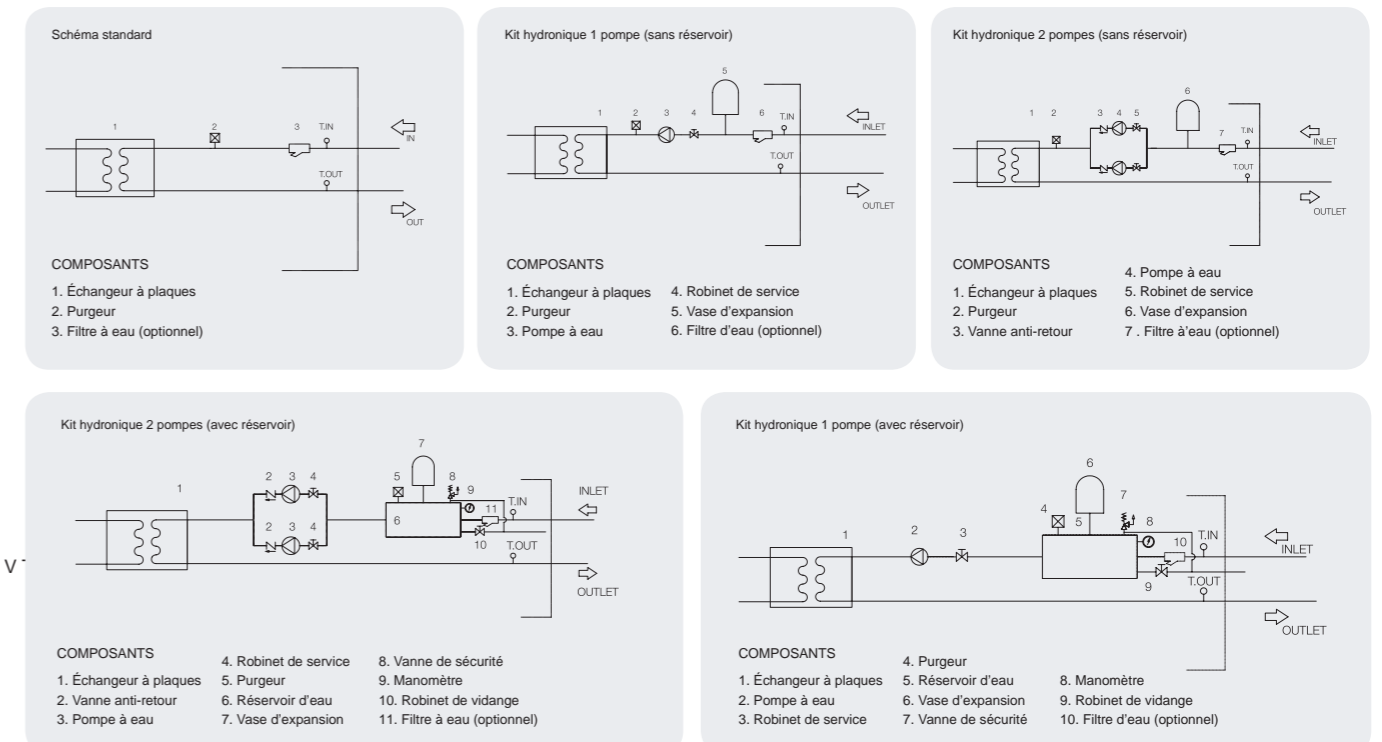 Schéma standard
1
2
3
T.IN
IN
T.OUT
OUT
COMPOSANTS
1. Échangeur à plaques
2. Purgeur
3. Filtre à eau (optionnel)
Kit hydronique 1 pompe (sans réservoir)
5
1
2
3
4
6
T.IN
INLET
T.OUT
OUTLET
COMPOSANTS
1. Échangeur à plaques
2. Purgeur
3. Pompe à eau
4. Robinet de service
5. Vase d'expansion
6. Filtre d'eau (optionnel)
Kit hydronique 2 pompes (sans réservoir)
6
1
2
3
4
5
7
T.IN
INLET
T.OUT
OUTLET
COMPOSANTS
1. Échangeur à plaques
2. Purgeur
3. Vanne anti-retour
4. Pompe à eau
5. Robinet de service
6. Vase d'expansion
7 . Filtre à'eau (optionnel)
Kit hydronique 2 pompes (avec réservoir)
7
1
2 3 4
5
8
9
T.IN
INLET
6
11
2 3 4
10
T.OUT
OUTLET
V
COMPOSANTS
1. Échangeur à plaques
2. Vanne anti-retour
3. Pompe à eau
4. Robinet de service
5. Purgeur
6. Réservoir d'eau
7. Vase d'expansion
8. Vanne de sécurité
9. Manomètre
10. Robinet de vidange
11. Filtre à eau (optionnel)
Kit hydronique 1 pompe (avec réservoir)
6
4
5
7
8
1
2
3
10
T.IN
INLET
9
T.OUT
OUTLET
COMPOSANTS
1. Échangeur à plaques
2. Pompe à eau
3. Robinet de service
4. Purgeur
5. Réservoir d'eau
6. Vase d'expansion
7. Vanne de sécurité
8. Manomètre
9. Robinet de vidange
10. Filtre d'eau (optionnel)